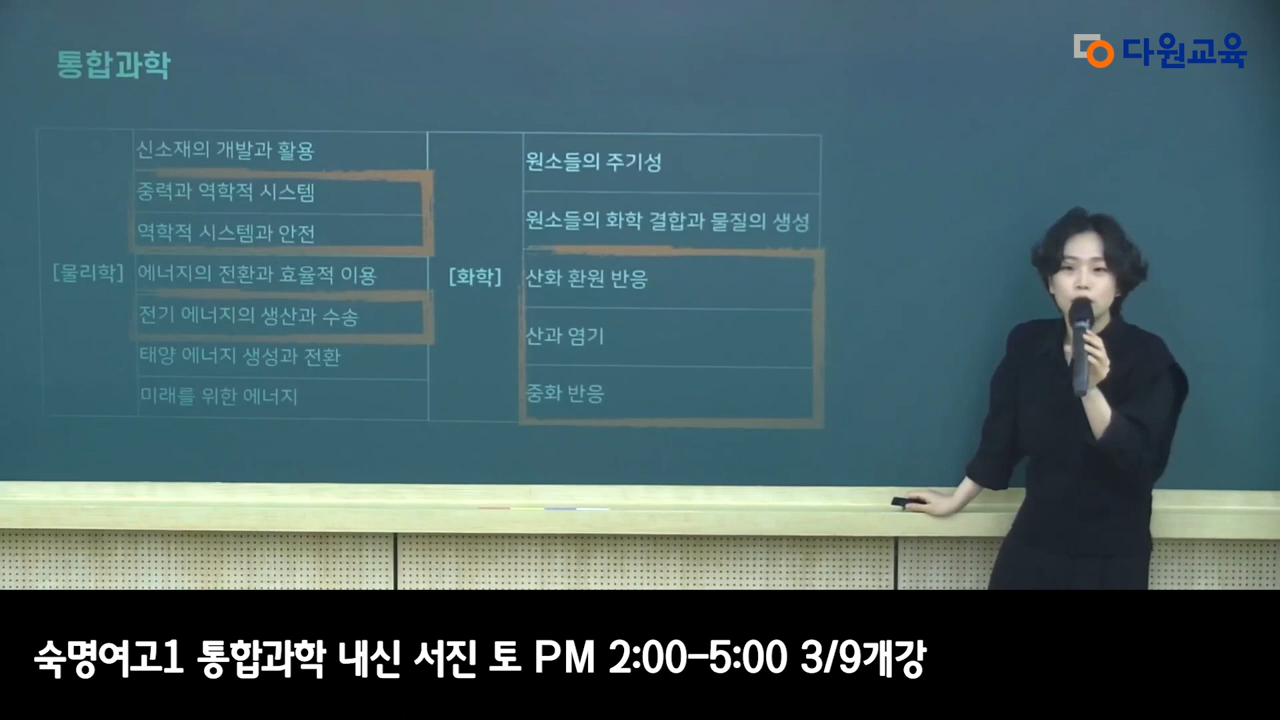 통합과학
다원교육
[물리학]
신소재의 개발과 활용
중력과 역학적 시스템
역학적 시스템과 안전
에너지의 전환과 효율적 이용
전기 에너지의 생산과 수송
태양 에너지 생성과 전환
미래를 위한 에너지
[화학]
원소들의 주기성
원소들의 화학 결합과 물질의 생성
산화 환원 반응
산과 염기
중화 반응
숙명여고1 통합과학 내신 서진 토 PM 2:00-5:00 3/9개강